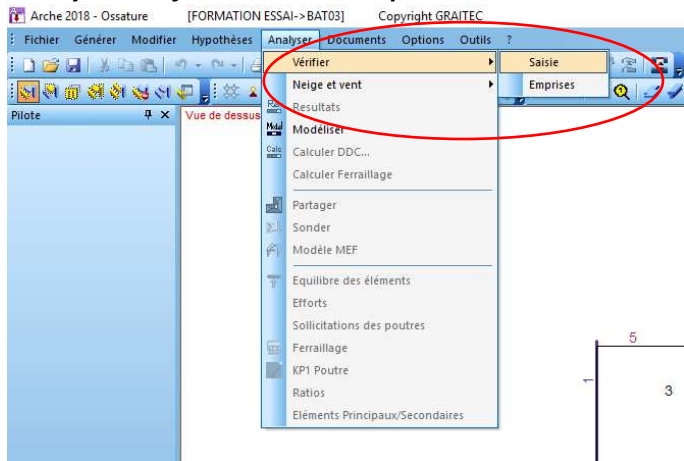 Arche 2018 - Ossature [FORMATION ESSAI->BAT03] Copyright GRAITEC
Fichier Générer Modifier Hypothèses Analyser Documents Options Outils ?
Vérifier Saisie
Neige et vent Emprises
Pilote Vue de dessus
Resultats
Modéliser
Calculer DDC...
Calculer Ferraillage
Partager
Sonder
Modèle MEF
Equilibre des éléments
Efforts
Sollicitations des poutres
Ferraillage
KP1 Poutre
Ratios
Eléments Principaux/Secondaires
5
1
3